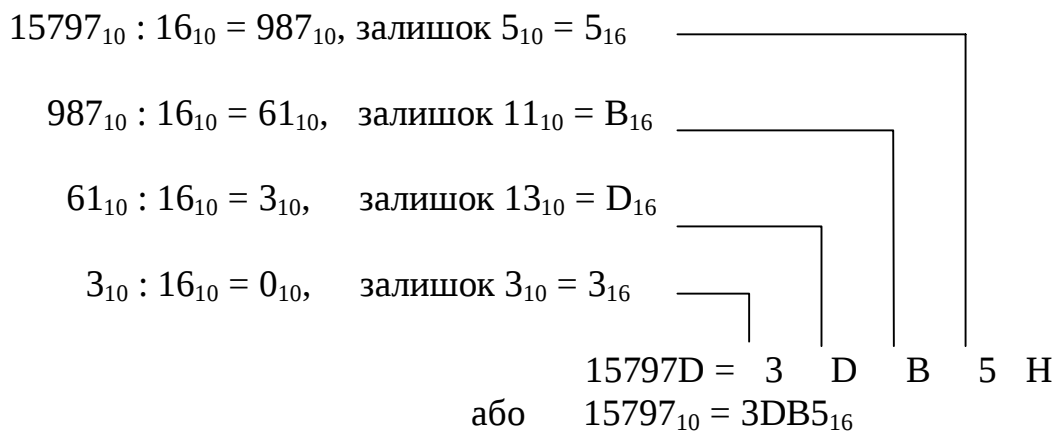 15797₁₀ : 16₁₀ = 987₁₀, залишок 5₁₀ = 5₁₆
987₁₀ : 16₁₀ = 61₁₀, залишок 11₁₀ = B₁₆
61₁₀ : 16₁₀ = 3₁₀, залишок 13₁₀ = D₁₆
3₁₀ : 16₁₀ = 0₁₀, залишок 3₁₀ = 3₁₆
15797D = 3 D B 5 H
або 15797₁₀ = 3DB5₁₆